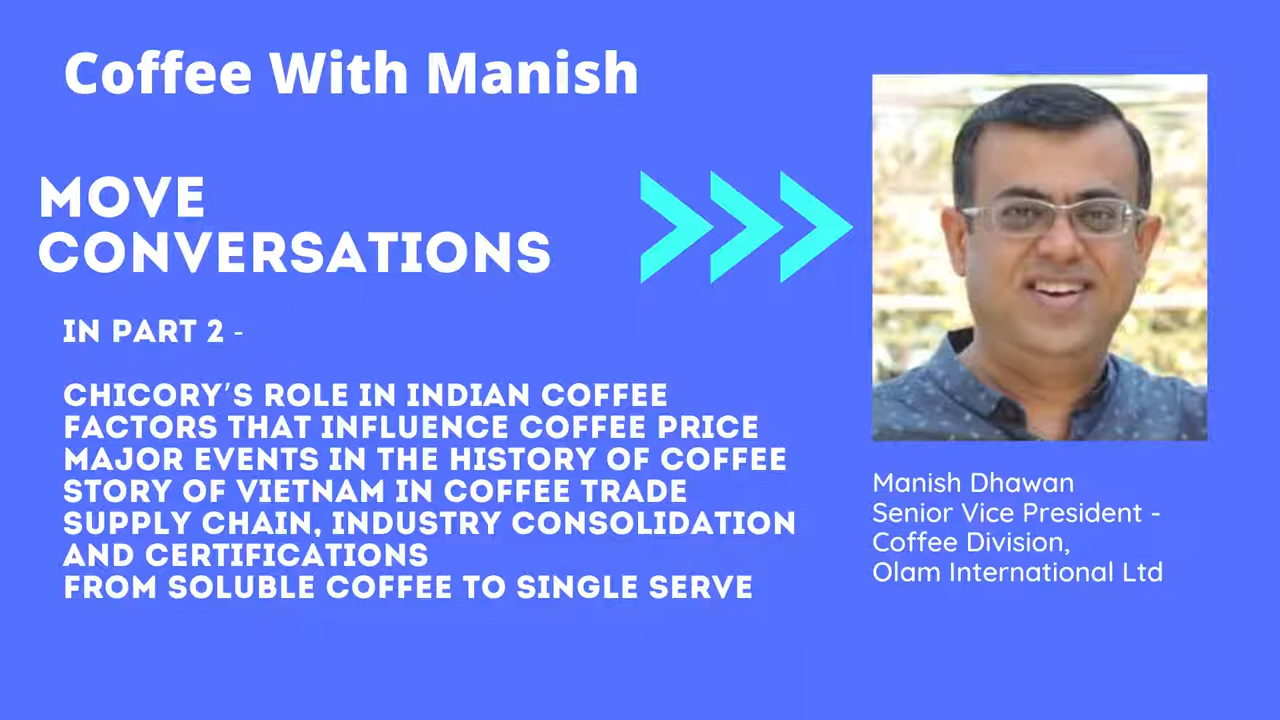 Coffee With Manish
MOVE
CONVERSATIONS
IN PART 2 -
CHICORY'S ROLE IN INDIAN COFFEE
FACTORS THAT INFLUENCE COFFEE PRICE
MAJOR EVENTS IN THE HISTORY OF COFFEE
STORY OF VIETNAM IN COFFEE TRADE
SUPPLY CHAIN, INDUSTRY CONSOLIDATION
AND CERTIFICATIONS
FROM SOLUBLE COFFEE TO SINGLE SERVE
Manish Dhawan
Senior Vice President -
Coffee Division,
Olam International Ltd